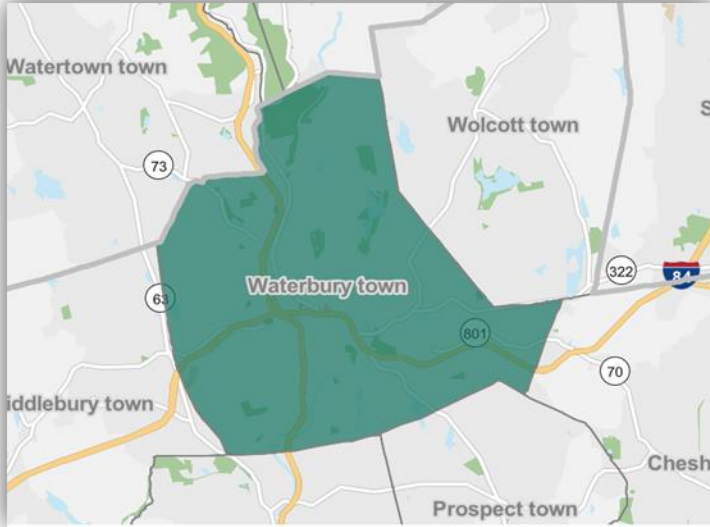 Watertown town
Wolcott town
S
73
322
84
Waterbury town
63
801
70
iddlebury town
Chesh
Prospect town